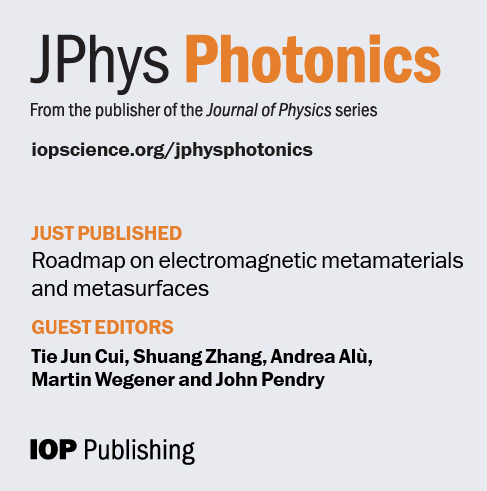 JPhys Photonics
From the publisher of the Journal of Physics series
iopscience.org/jphysphotonics
JUST PUBLISHED
Roadmap on electromagnetic metamaterials
and metasurfaces
GUEST EDITORS
Tie Jun Cui, Shuang Zhang, Andrea Alù,
Martin Wegener and John Pendry
IOP Publishing